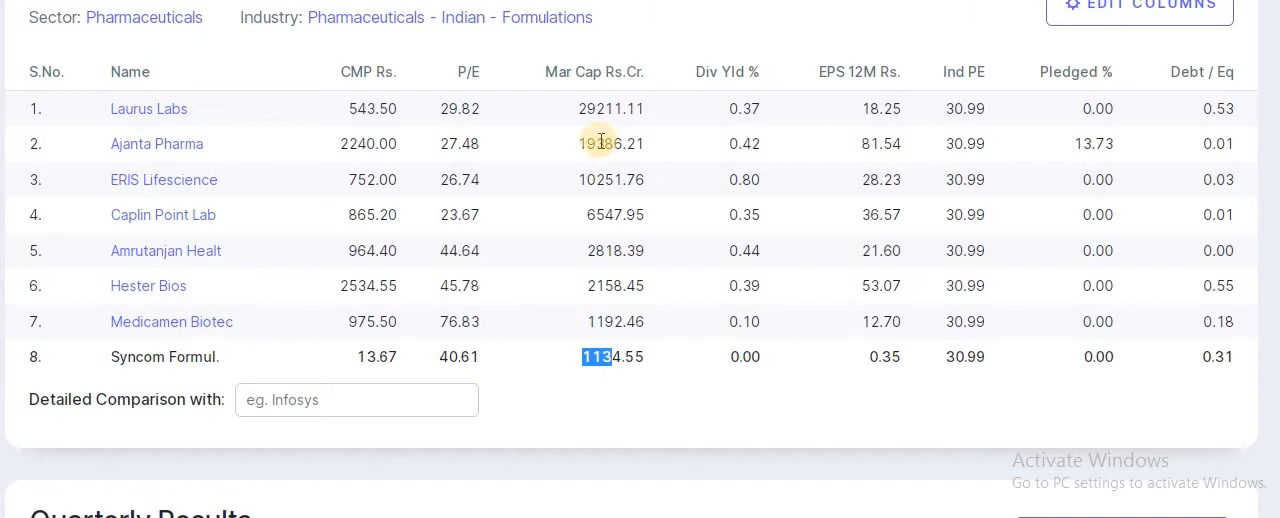 Sector: Pharmaceuticals Industry: Pharmaceuticals - Indian - Formulations
EDIT COLUMNS
S.No. Name CMP Rs. P/E Mar Cap Rs.Cr. Div Yld % EPS 12M Rs. Ind PE Pledged % Debt / Eq
1. Laurus Labs 543.50 29.82 29211.11 0.37 18.25 30.99 0.00 0.53
2. Ajanta Pharma 2240.00 27.48 19386.21 0.42 81.54 30.99 13.73 0.01
3. ERIS Lifescience 752.00 26.74 10251.76 0.80 28.23 30.99 0.00 0.03
4. Caplin Point Lab 865.20 23.67 6547.95 0.35 36.57 30.99 0.00 0.01
5. Amrutanjan Healt 964.40 44.64 2818.39 0.44 21.60 30.99 0.00 0.00
6. Hester Bios 2534.55 45.78 2158.45 0.39 53.07 30.99 0.00 0.55
7. Medicamen Biotec 975.50 76.83 1192.46 0.10 12.70 30.99 0.00 0.18
8. Syncom Formul. 13.67 40.61 1134.55 0.00 0.35 30.99 0.00 0.31
Detailed Comparison with: eg. Infosys
Activate Windows
Go to PC settings to activate Windows.
Quarterly Results